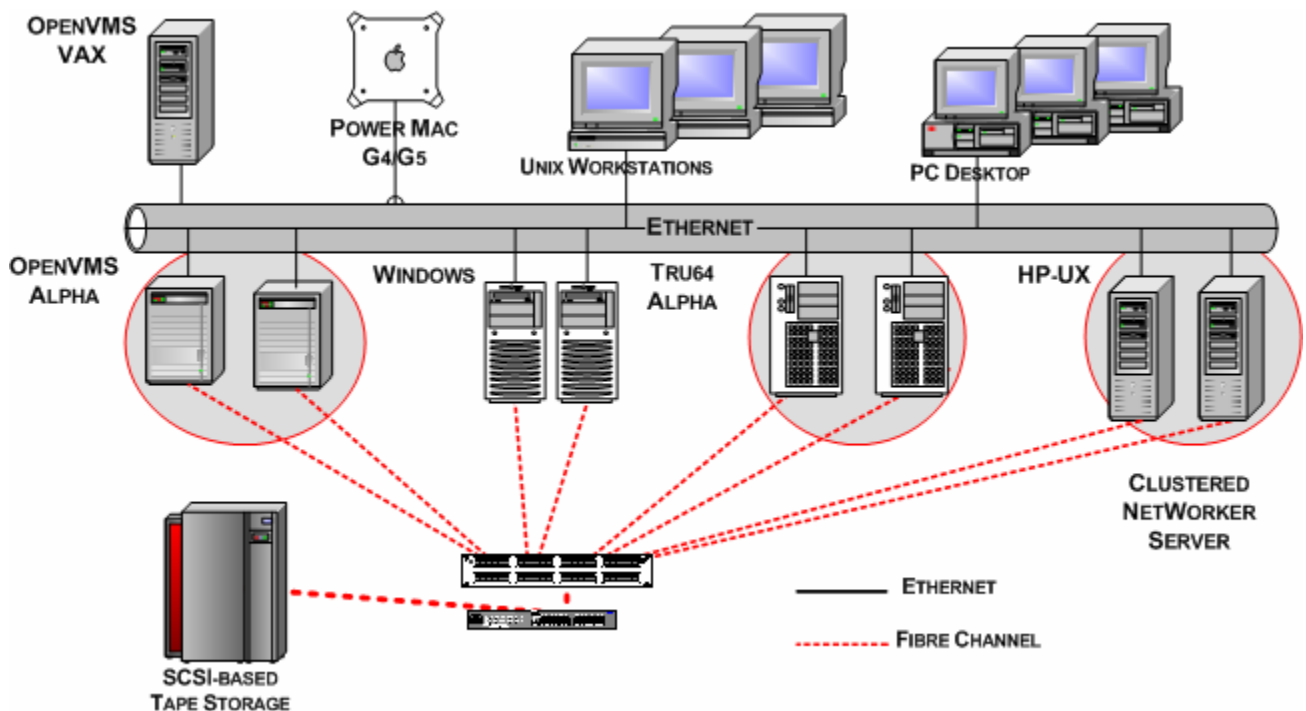 OPENVMS
VAX
POWER MAC
G4/G5
UNIX WORKSTATIONS
PC DESKTOP
ETHERNET
OPENVMS
ALPHA
WINDOWS
TRU64
ALPHA
HP-UX
CLUSTERED
NETWORKER
SERVER
ETHERNET
FIBRE CHANNEL
SCSI-BASED
TAPE STORAGE